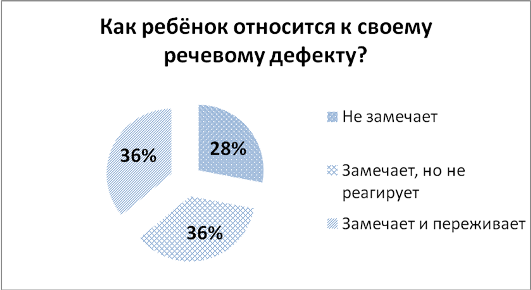 Как ребёнок относится к своему
речевому дефекту?
28%
36%
36%
Не замечает
Замечает, но не
реагирует
Замечает и переживает